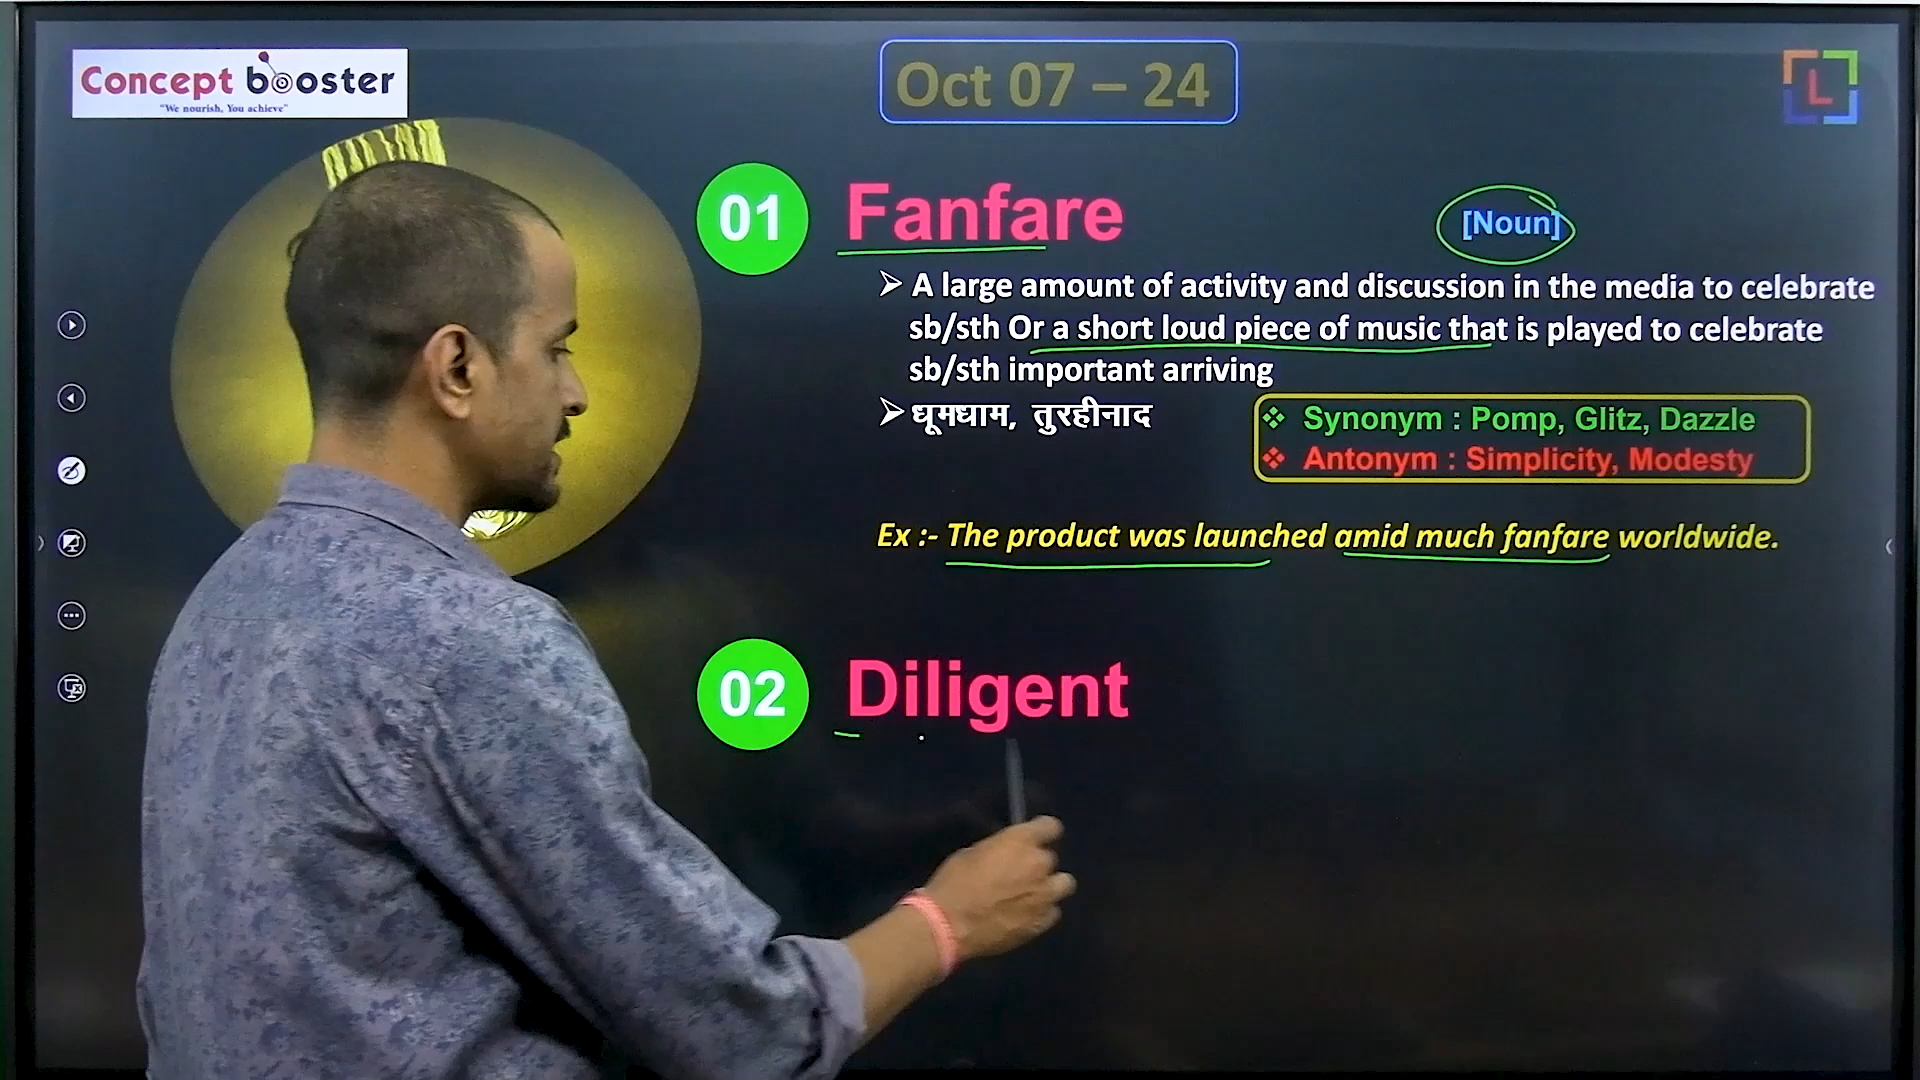 Concept booster
"We nourish, You achieve"
Oct 07 – 24
L
01 Fanfare [Noun]
A large amount of activity and discussion in the media to celebrate
sb/sth Or a short loud piece of music that is played to celebrate
sb/sth important arriving
धूमधाम, तुरहीनाद
Synonym : Pomp, Glitz, Dazzle
Antonym : Simplicity, Modesty
Ex :- The product was launched amid much fanfare worldwide.
02 Diligent